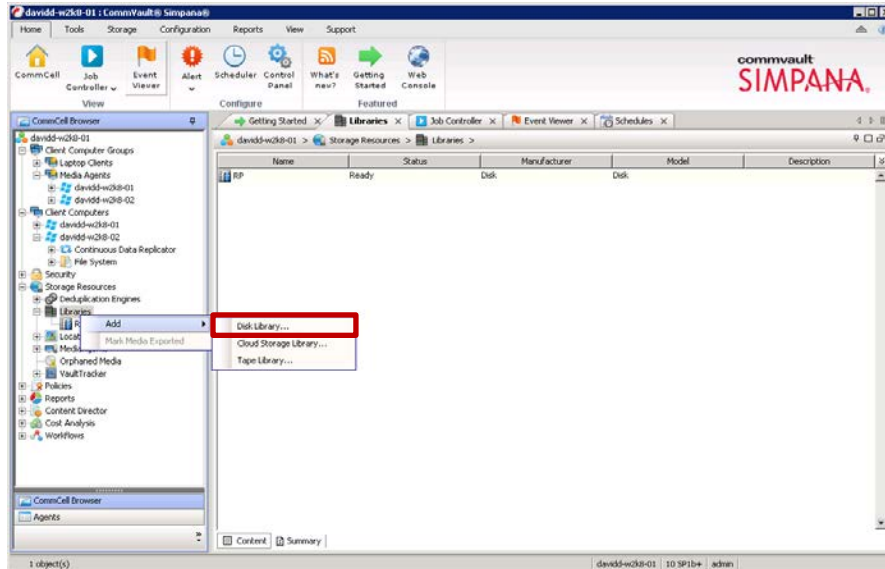 davidd-w2k8-01 : CommVault® Simpana®
Home Tools Storage Configuration Reports View Support
CommCell Job Controller Event Viewer Alert Scheduler Control Panel What's new? Getting Started Web Console
View Configure Featured
commvault
SIMPANA®
CommCell Browser
Getting Started Libraries Job Controller Event Viewer Schedules
davidd-w2k8-01 > Storage Resources > Libraries >
Name Status Manufacturer Model Description
RP Ready Disk Disk
davidd-w2k8-01
Client Computer Groups
Laptop Clients
Media Agents
davidd-w2k8-01
davidd-w2k8-02
Client Computers
davidd-w2k8-01
davidd-w2k8-02
Continuous Data Replicator
File System
Security
Storage Resources
Deduplication Engines
Libraries
R
Add
Disk Library...
Locat
Mark Media Exported
Cloud Storage Library...
Tape Library...
Orphaned Media
VaultTracker
Policies
Reports
Content Director
Cost Analysis
Workflows
CommCell Browser
Agents
Content Summary
1 object(s) davidd-w2k8-01 10 SP1b+ admin